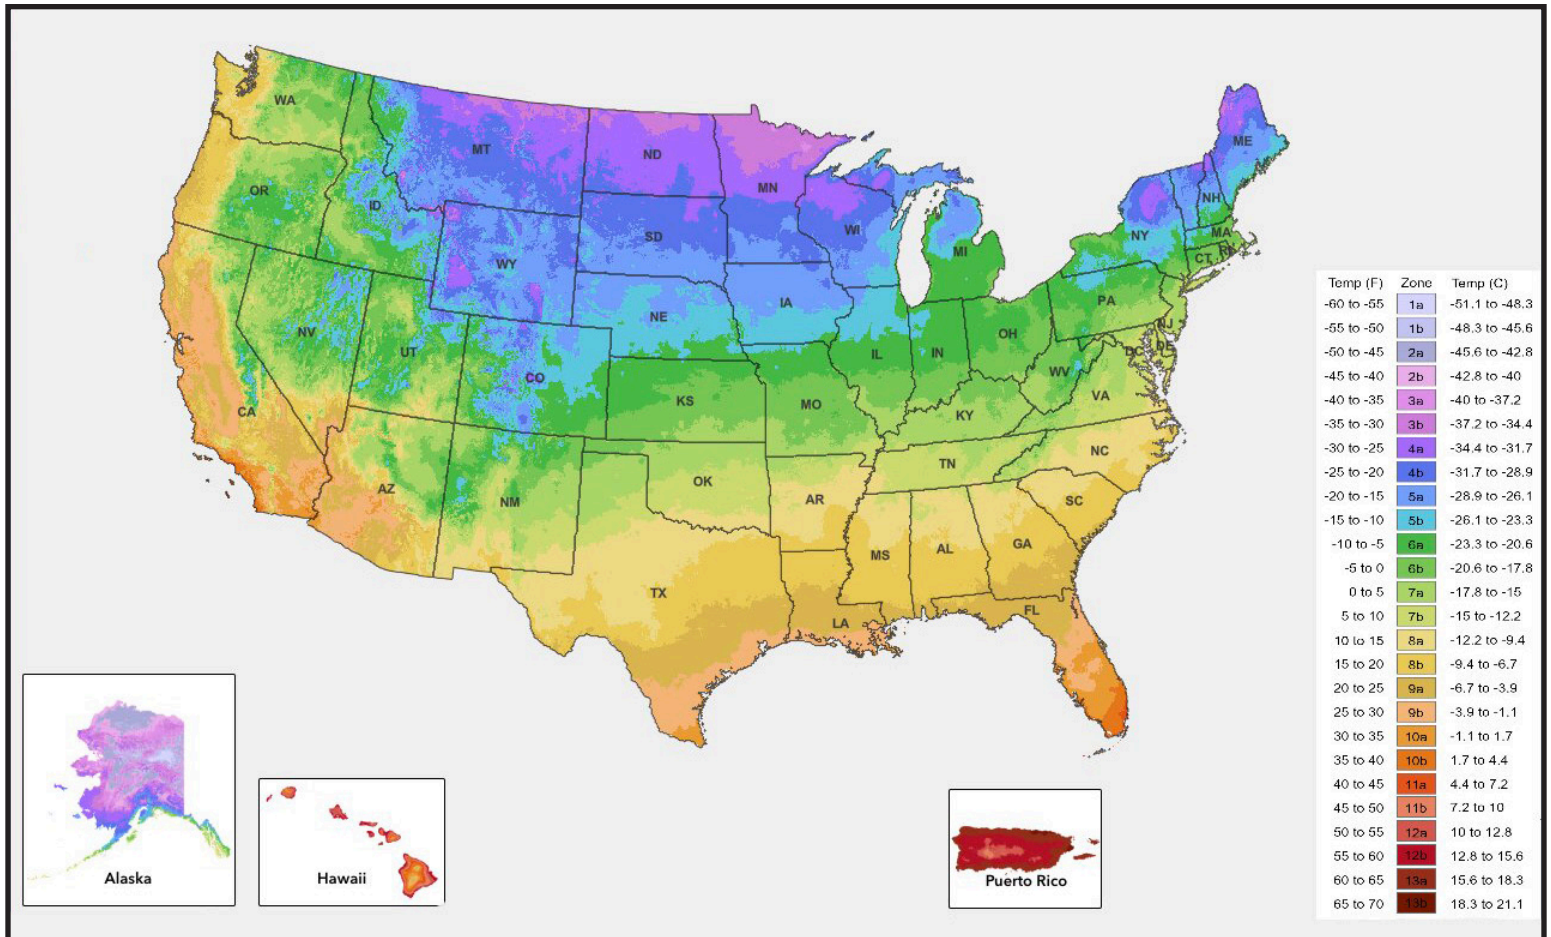 WA
MT
ND
MN
ME
OR
ID
SD
WI
NH
WY
MI
NY
MA
RI
CT
NV
UT
NE
IA
PA
NJ
CO
IL
IN
OH
DE
DC
CA
KS
MO
WV
VA
KY
AZ
NM
OK
AR
TN
NC
SC
TX
MS
AL
GA
LA
FL
Alaska
Hawaii
Puerto Rico
Temp (F) Zone Temp (C)
-60 to -55 1a -51.1 to -48.3
-55 to -50 1b -48.3 to -45.6
-50 to -45 2a -45.6 to -42.8
-45 to -40 2b -42.8 to -40
-40 to -35 3a -40 to -37.2
-35 to -30 3b -37.2 to -34.4
-30 to -25 4a -34.4 to -31.7
-25 to -20 4b -31.7 to -28.9
-20 to -15 5a -28.9 to -26.1
-15 to -10 5b -26.1 to -23.3
-10 to -5 6a -23.3 to -20.6
-5 to 0 6b -20.6 to -17.8
0 to 5 7a -17.8 to -15
5 to 10 7b -15 to -12.2
10 to 15 8a -12.2 to -9.4
15 to 20 8b -9.4 to -6.7
20 to 25 9a -6.7 to -3.9
25 to 30 9b -3.9 to -1.1
30 to 35 10a -1.1 to 1.7
35 to 40 10b 1.7 to 4.4
40 to 45 11a 4.4 to 7.2
45 to 50 11b 7.2 to 10
50 to 55 12a 10 to 12.8
55 to 60 12b 12.8 to 15.6
60 to 65 13a 15.6 to 18.3
65 to 70 13b 18.3 to 21.1